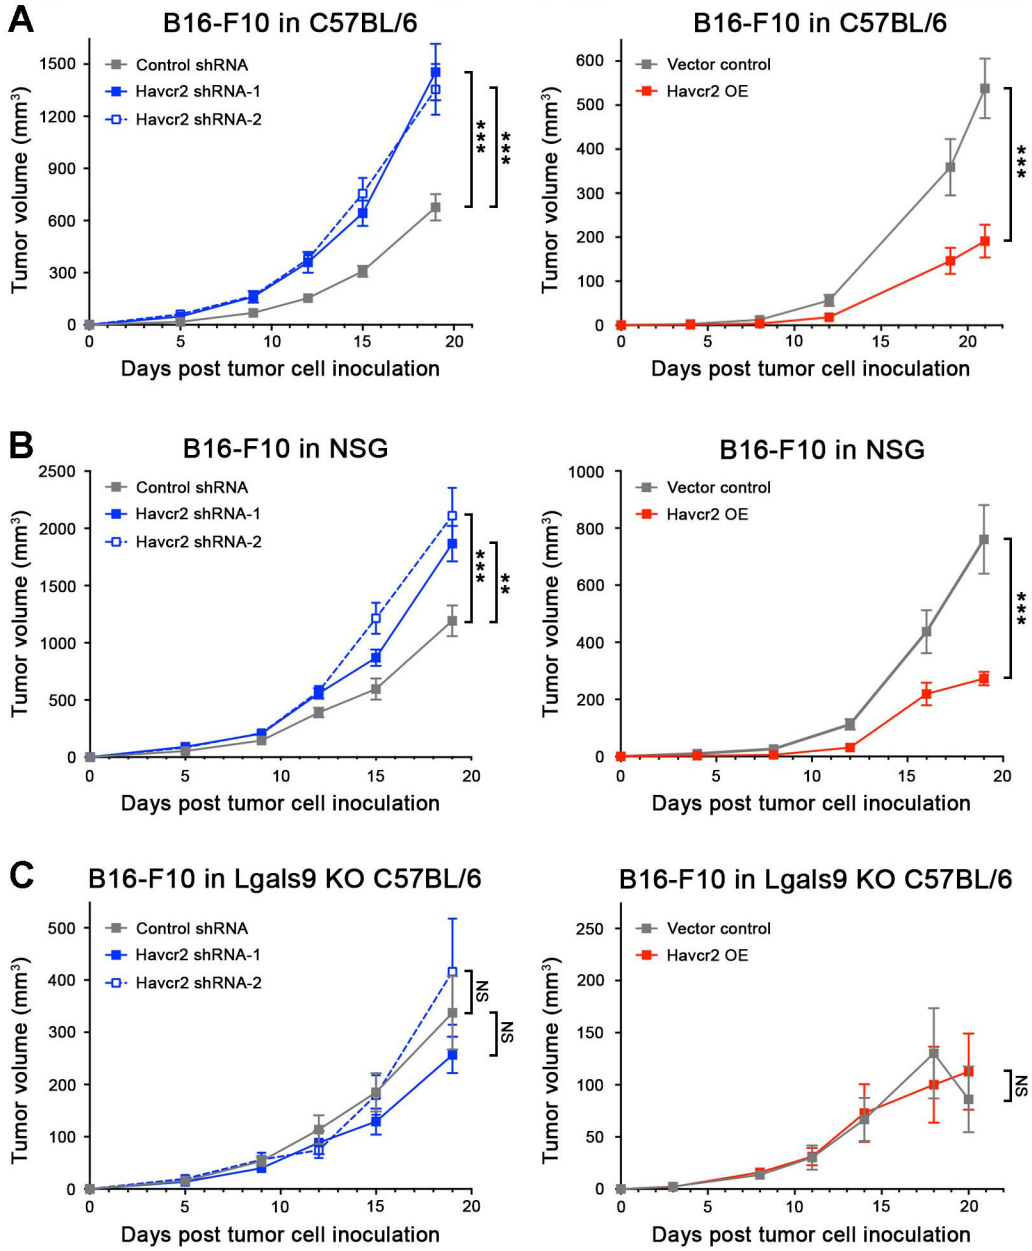 A
B16-F10 in C57BL/6
Tumor volume (mm³)
1500
1200
900
600
300
0
Control shRNA
Havcr2 shRNA-1
Havcr2 shRNA-2
***
***
0 5 10 15 20
Days post tumor cell inoculation
B16-F10 in C57BL/6
Tumor volume (mm³)
600
500
400
300
200
100
0
Vector control
Havcr2 OE
***
0 5 10 15 20
Days post tumor cell inoculation
B
B16-F10 in NSG
Tumor volume (mm³)
2500
2000
1500
1000
500
0
Control shRNA
Havcr2 shRNA-1
Havcr2 shRNA-2
***
**
0 5 10 15 20
Days post tumor cell inoculation
B16-F10 in NSG
Tumor volume (mm³)
1000
800
600
400
200
0
Vector control
Havcr2 OE
***
0 5 10 15 20
Days post tumor cell inoculation
C
B16-F10 in Lgals9 KO C57BL/6
Tumor volume (mm³)
500
400
300
200
100
0
Control shRNA
Havcr2 shRNA-1
Havcr2 shRNA-2
NS
NS
0 5 10 15 20
Days post tumor cell inoculation
B16-F10 in Lgals9 KO C57BL/6
Tumor volume (mm³)
250
200
150
100
50
0
Vector control
Havcr2 OE
NS
0 5 10 15 20
Days post tumor cell inoculation